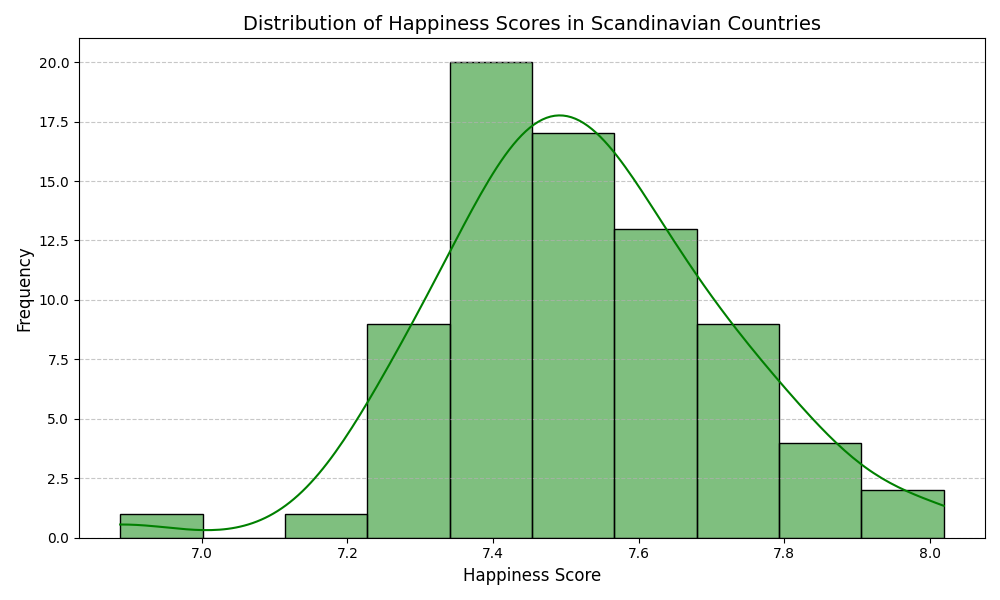 Distribution of Happiness Scores in Scandinavian Countries
20.0
17.5
15.0
12.5
10.0
7.5
5.0
2.5
0.0
Frequency
7.0 7.2 7.4 7.6 7.8 8.0
Happiness Score